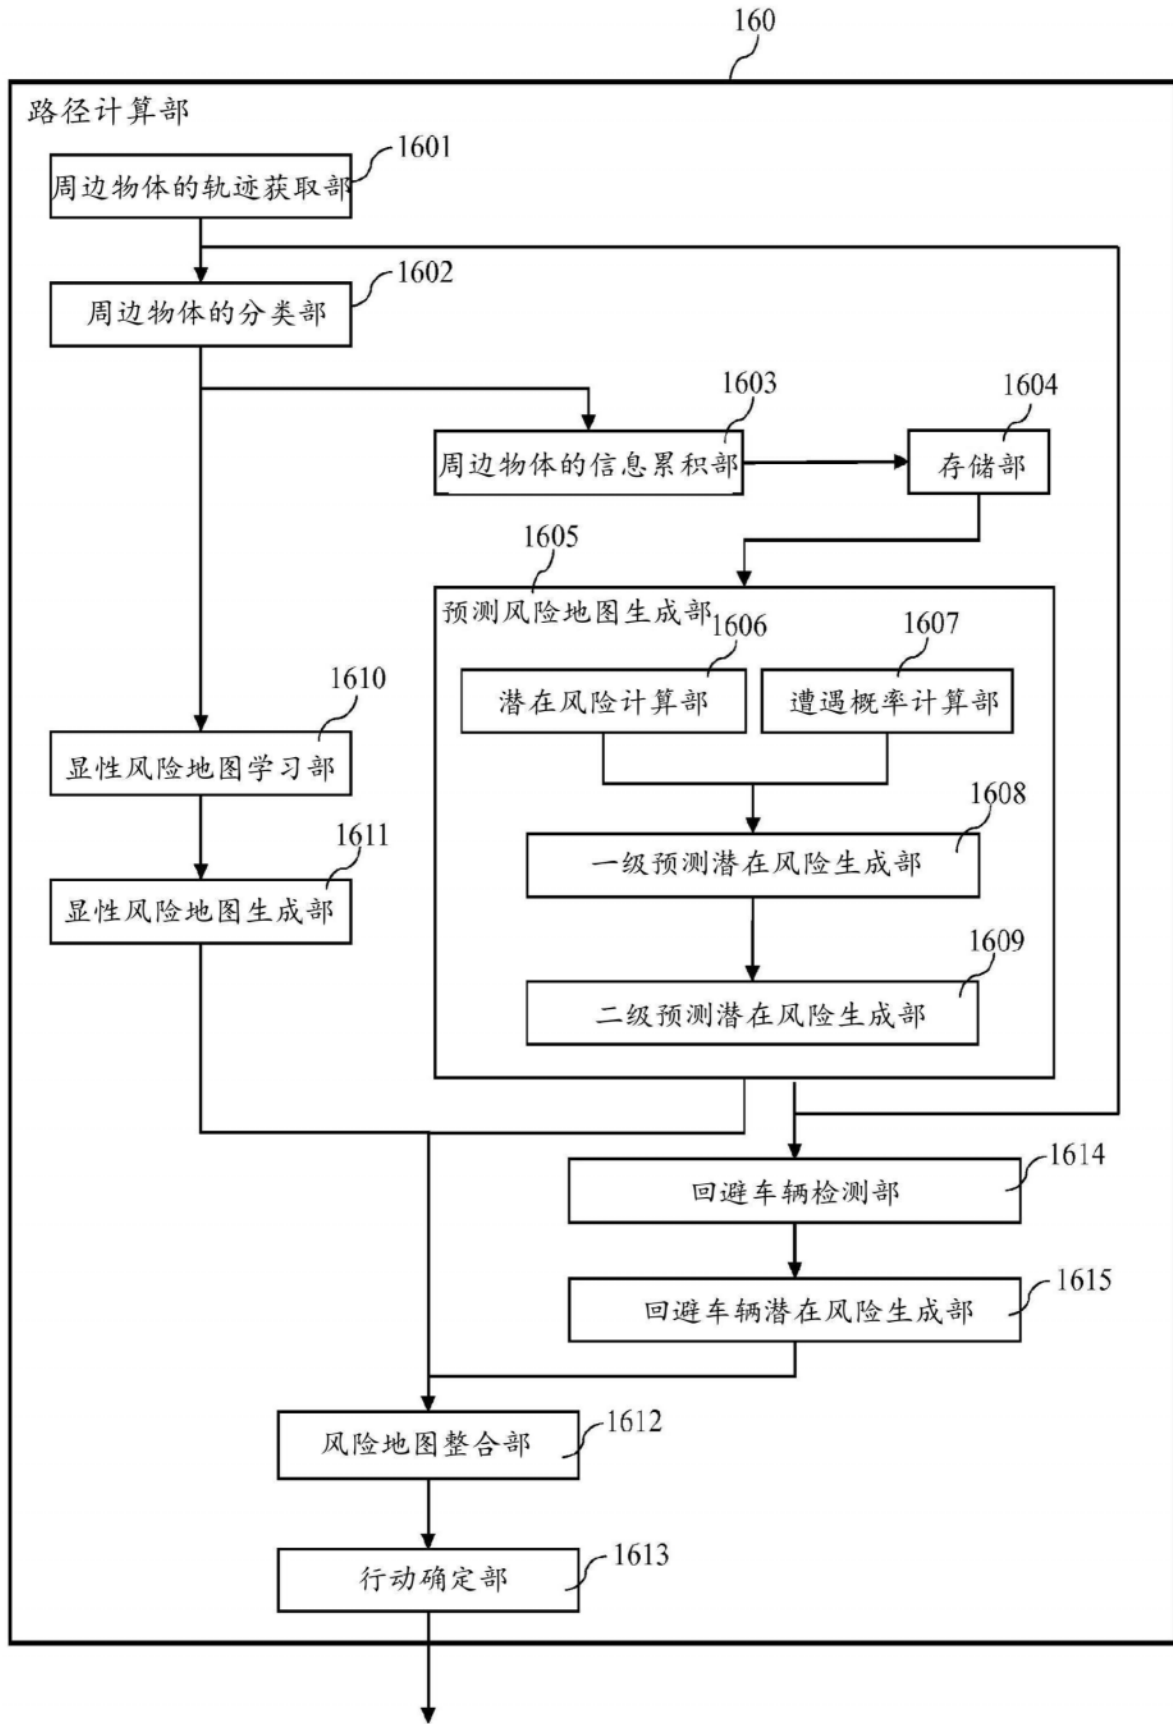 160
路径计算部
1601
周边物体的轨迹获取部
1602
周边物体的分类部
1603
周边物体的信息累积部
1604
存储部
1605
预测风险地图生成部
1606
潜在风险计算部
1607
遭遇概率计算部
1608
一级预测潜在风险生成部
1609
二级预测潜在风险生成部
1610
显性风险地图学习部
1611
显性风险地图生成部
1614
回避车辆检测部
1615
回避车辆潜在风险生成部
1612
风险地图整合部
1613
行动确定部